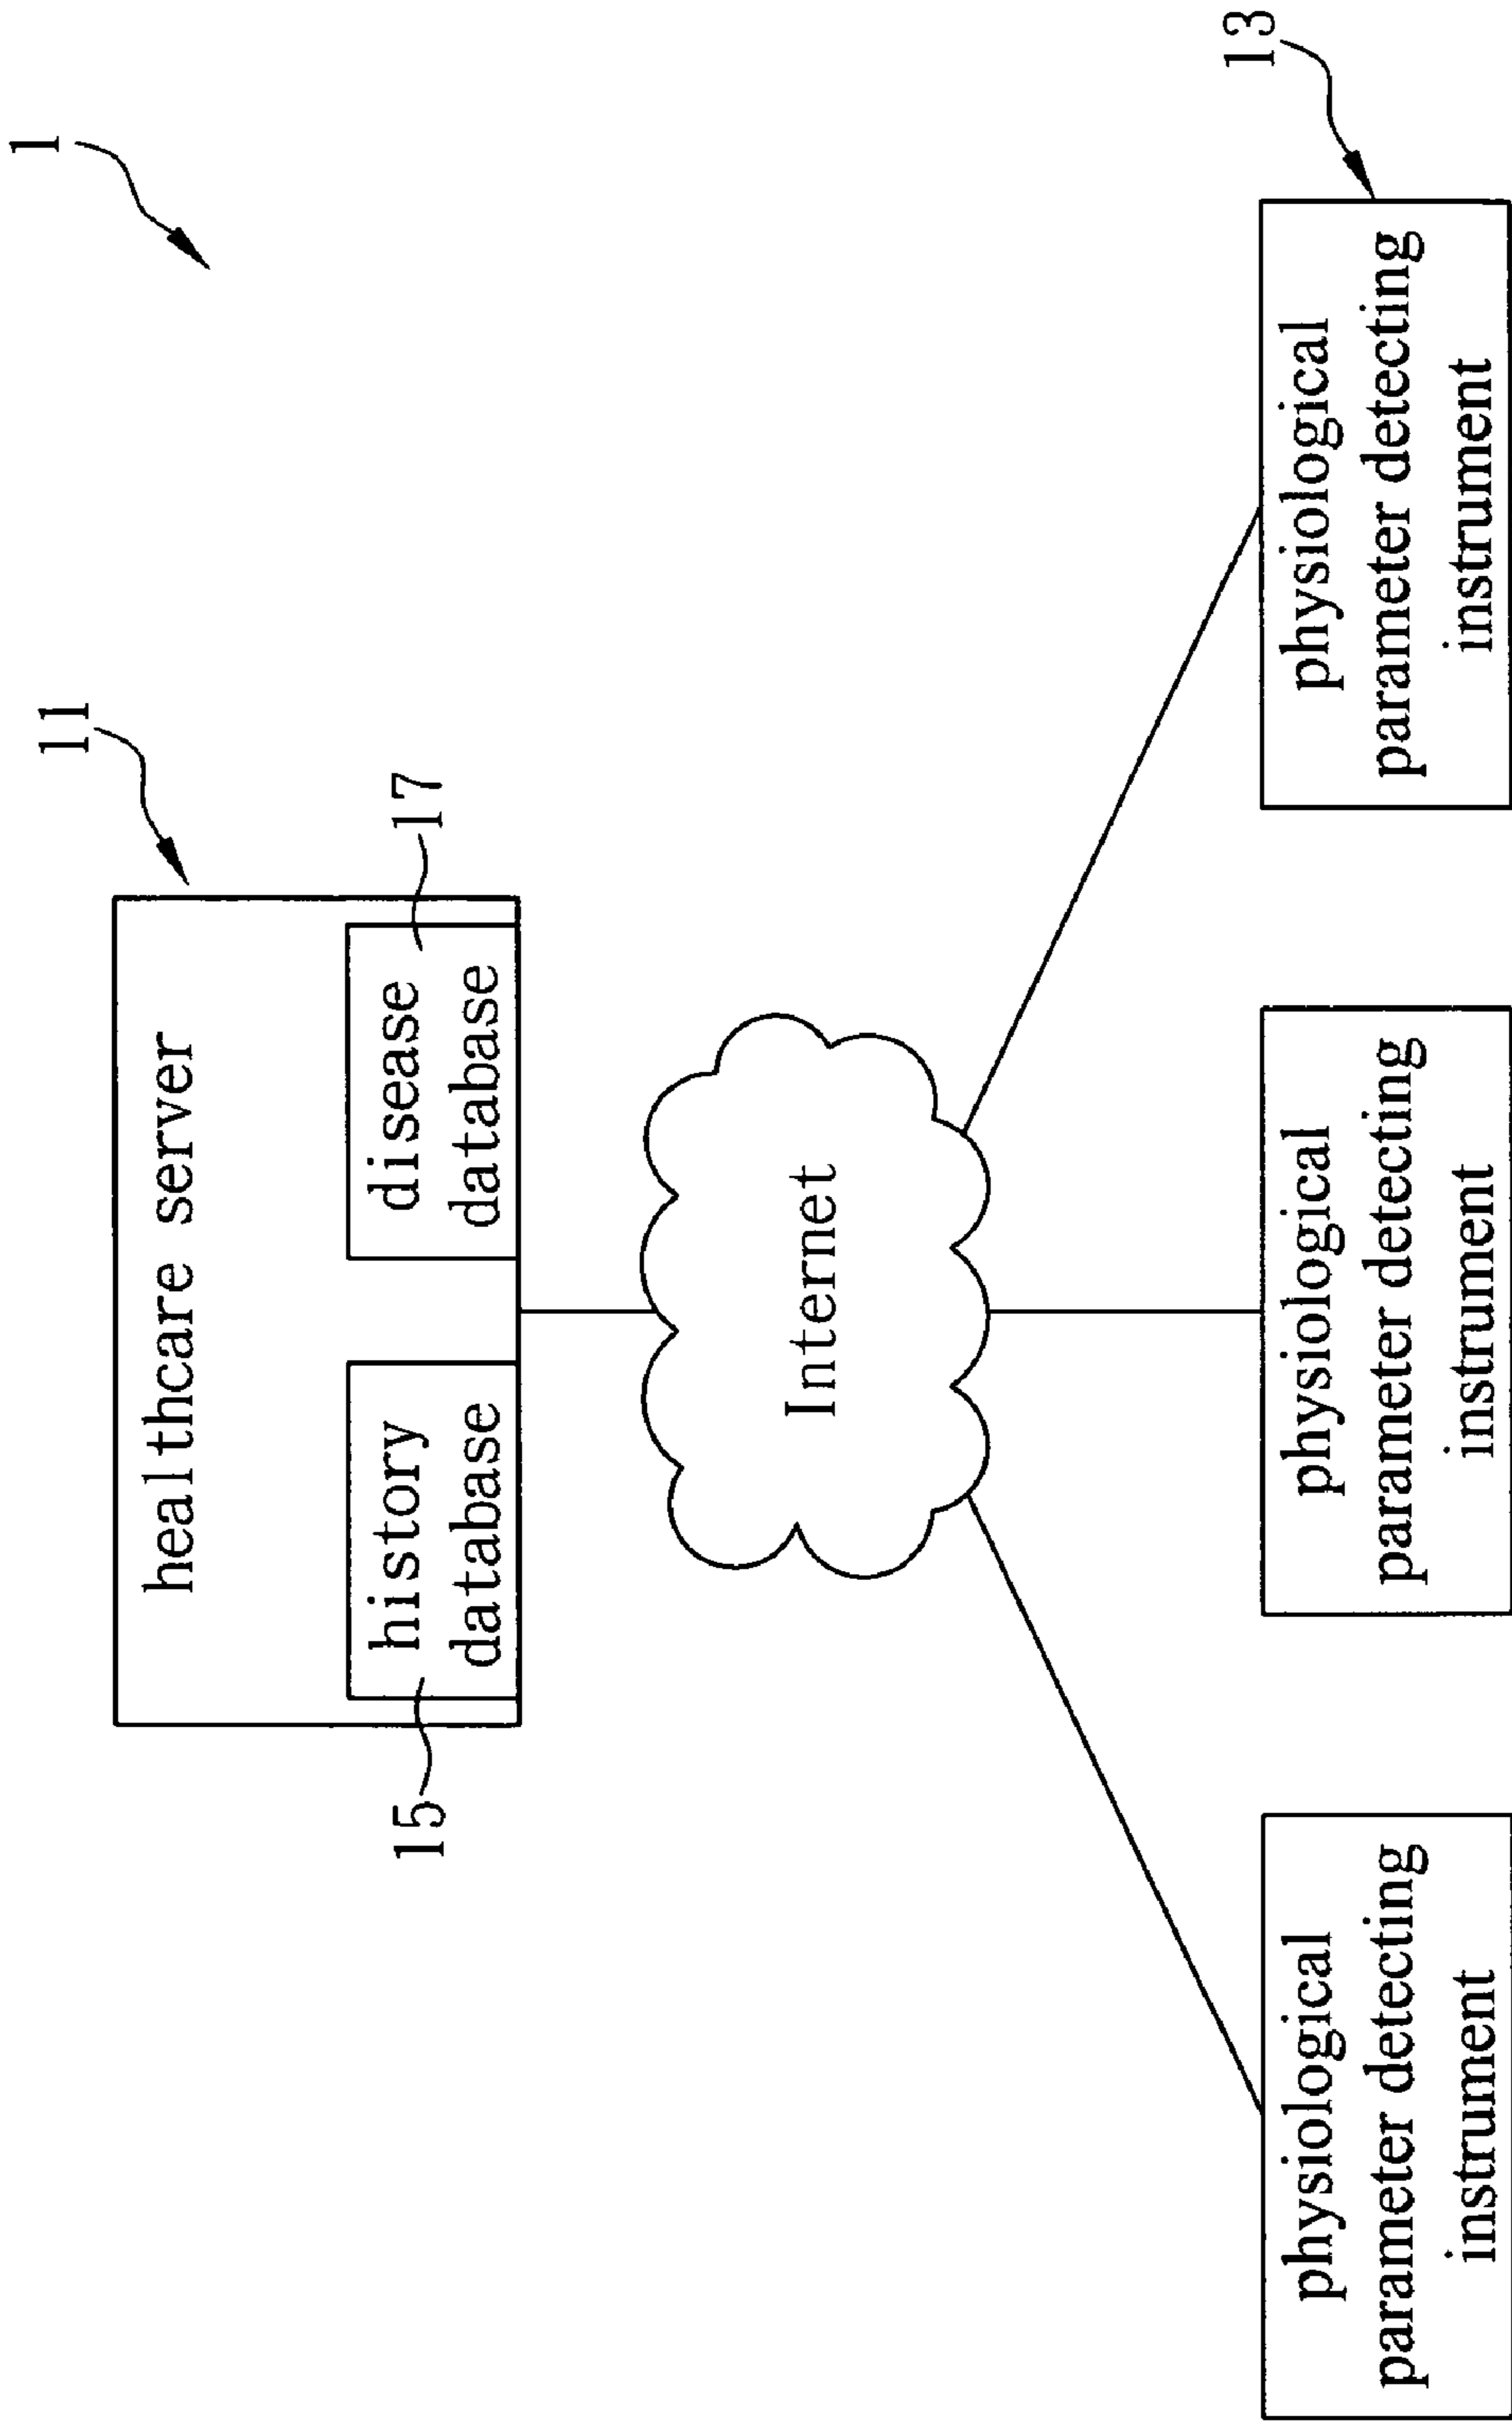 1
11
healthcare server
15
history
database
disease
database
17
Internet
13
physiological
parameter detecting
instrument
physiological
parameter detecting
instrument
physiological
parameter detecting
instrument